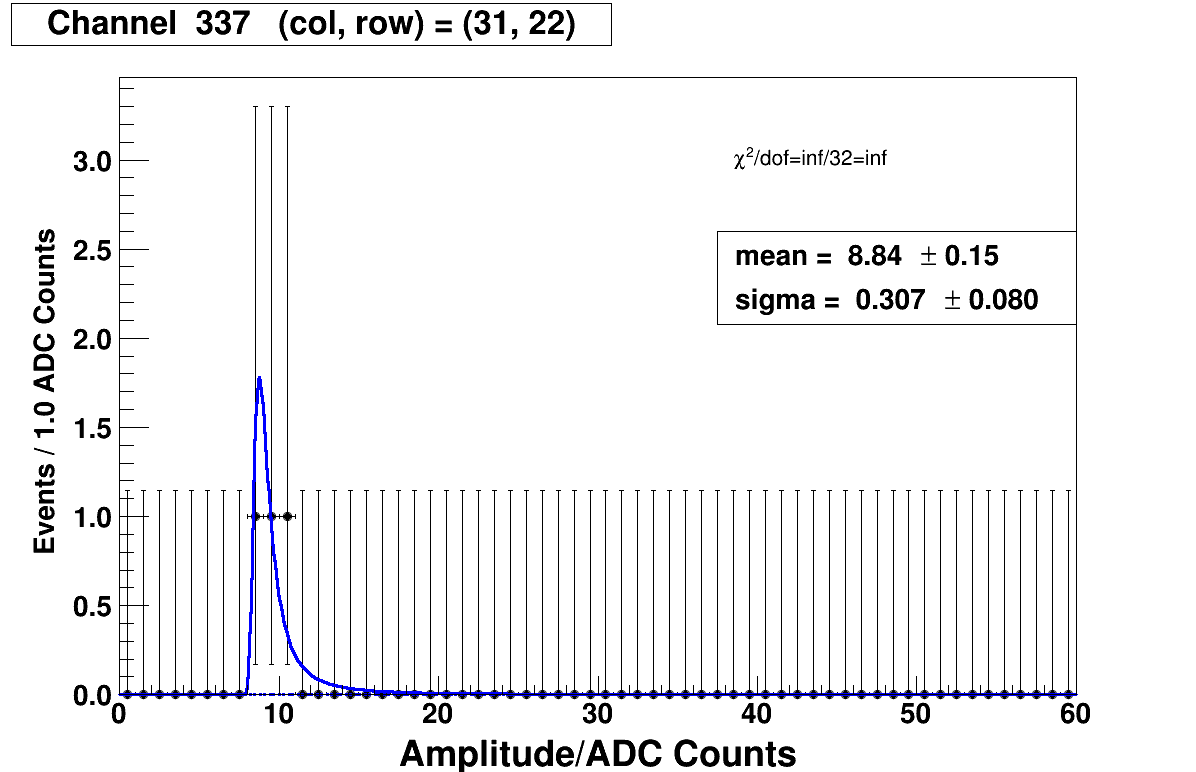 Channel 337 (col, row) = (31, 22)
χ²/dof=inf/32=inf
mean = 8.84 ± 0.15
sigma = 0.307 ± 0.080
Events / 1.0 ADC Counts
3.0
2.5
2.0
1.5
1.0
0.5
0.0
0 10 20 30 40 50 60
Amplitude/ADC Counts